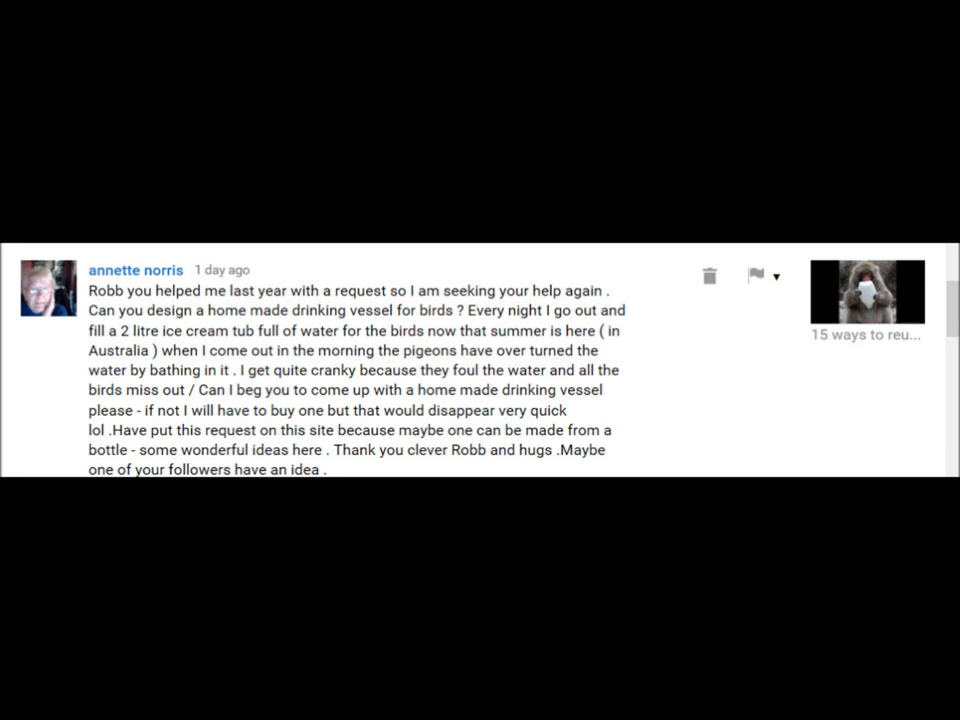 annette norris 1 day ago
Robb you helped me last year with a request so I am seeking your help again .
Can you design a home made drinking vessel for birds ? Every night I go out and
fill a 2 litre ice cream tub full of water for the birds now that summer is here ( in
Australia ) when I come out in the morning the pigeons have over turned the
water by bathing in it . I get quite cranky because they foul the water and all the
birds miss out / Can I beg you to come up with a home made drinking vessel
please - if not I will have to buy one but that would disappear very quick
lol .Have put this request on this site because maybe one can be made from a
bottle - some wonderful ideas here . Thank you clever Robb and hugs .Maybe
one of your followers have an idea .
15 ways to reu...